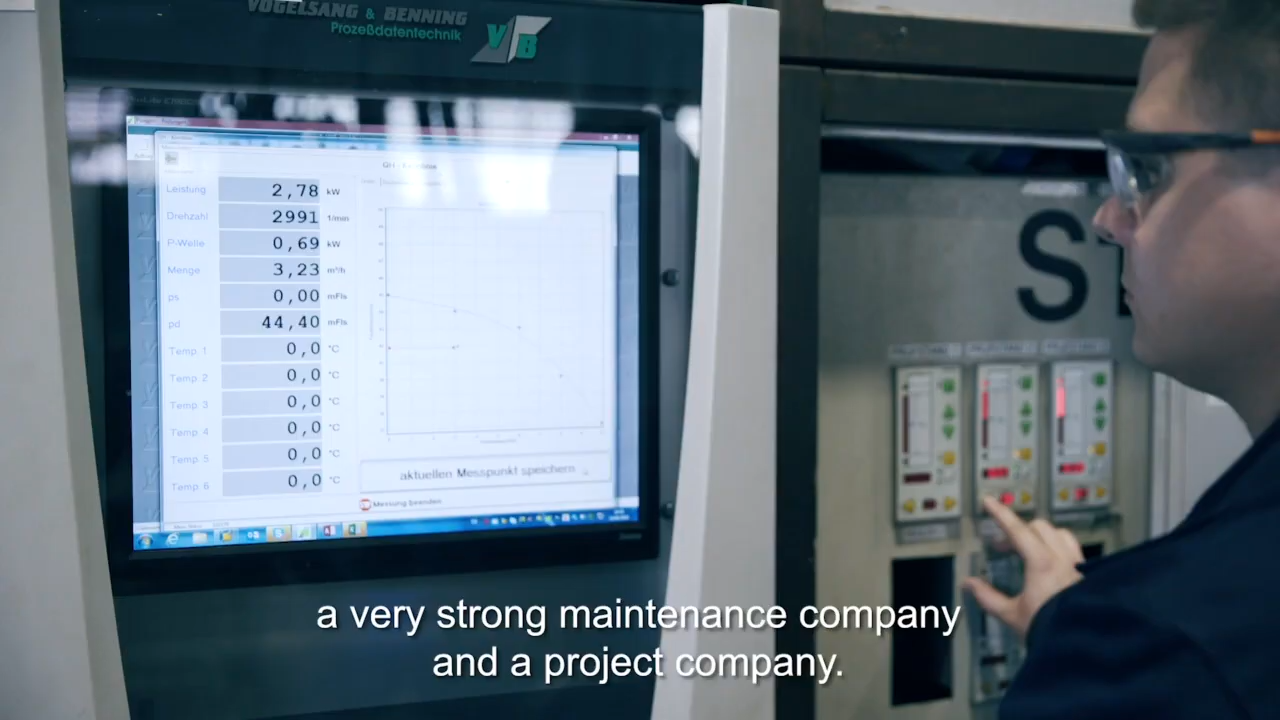 VOGELSANG & BENNING
Prozeßdatentechnik
VB
Leistung 2,78 kW
Drehzahl 2991 1/min
P-Welle 0,69 kW
Menge 3,23 m³/h
ps 0,00 mFls
pd 44,40 mFls
Temp. 1 0,0 °C
Temp. 2 0,0 °C
Temp. 3 0,0 °C
Temp. 4 0,0 °C
Temp. 5 0,0 °C
Temp. 6 0,0 °C
aktuellen Messpunkt speichern
Messung beenden
a very strong maintenance company
and a project company.